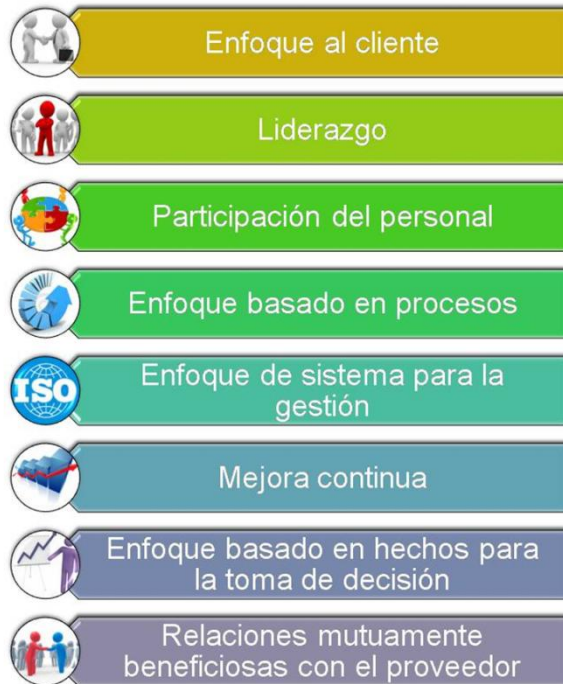 Enfoque al cliente
Liderazgo
Participación del personal
Enfoque basado en procesos
ISO
Enfoque de sistema para la
gestión
Mejora continua
Enfoque basado en hechos para
la toma de decisión
Relaciones mutuamente
beneficiosas con el proveedor